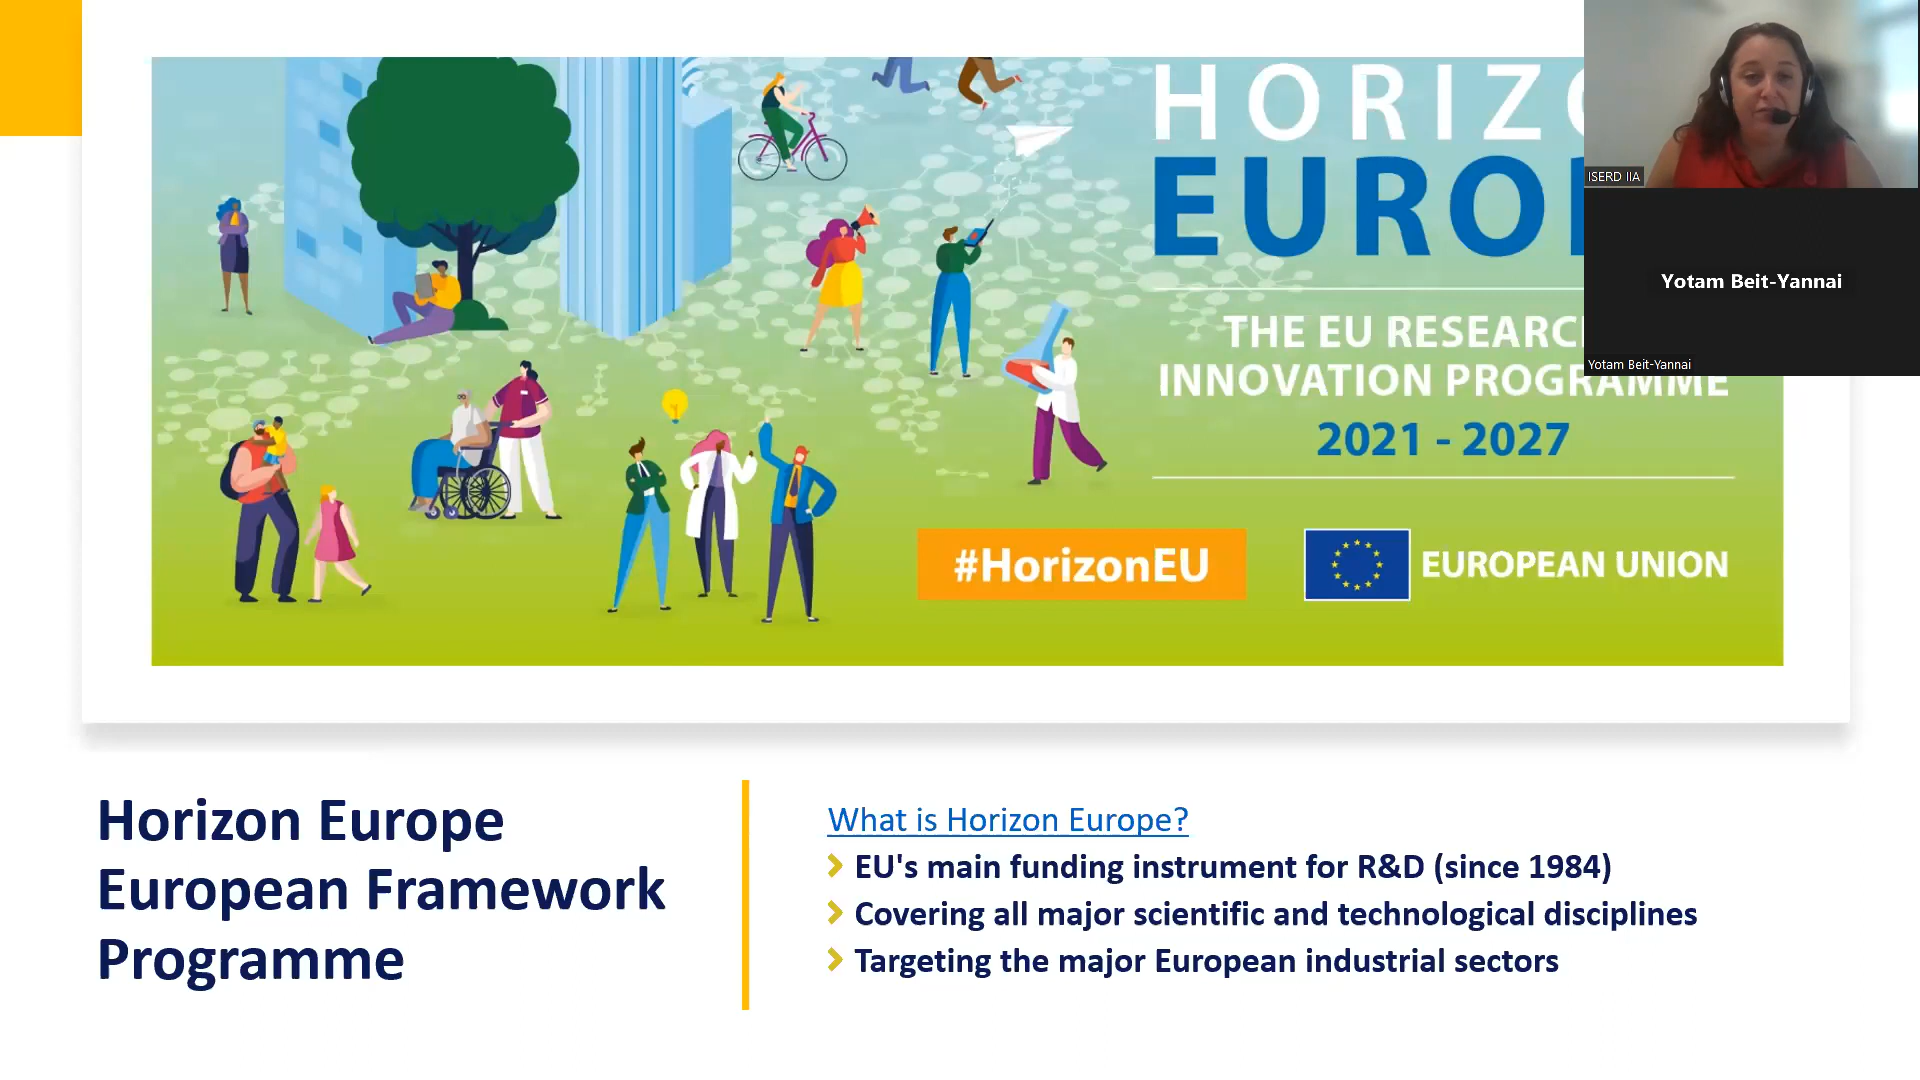 HORIZ
EURO
THE EU RESEARC
INNOVATION PROGRAMME
2021 - 2027
#HorizonEU
EUROPEAN UNION
ISERD IIA
Yotam Beit-Yannai
Yotam Beit-Yannai
Horizon Europe
European Framework
Programme
What is Horizon Europe?
EU's main funding instrument for R&D (since 1984)
Covering all major scientific and technological disciplines
Targeting the major European industrial sectors